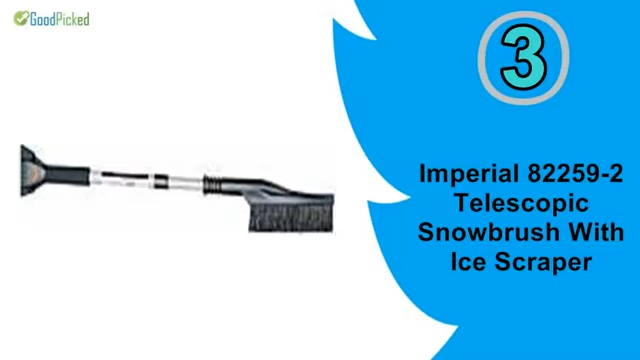 GoodPicked
3
Imperial 82259-2
Telescopic
Snowbrush With
Ice Scraper